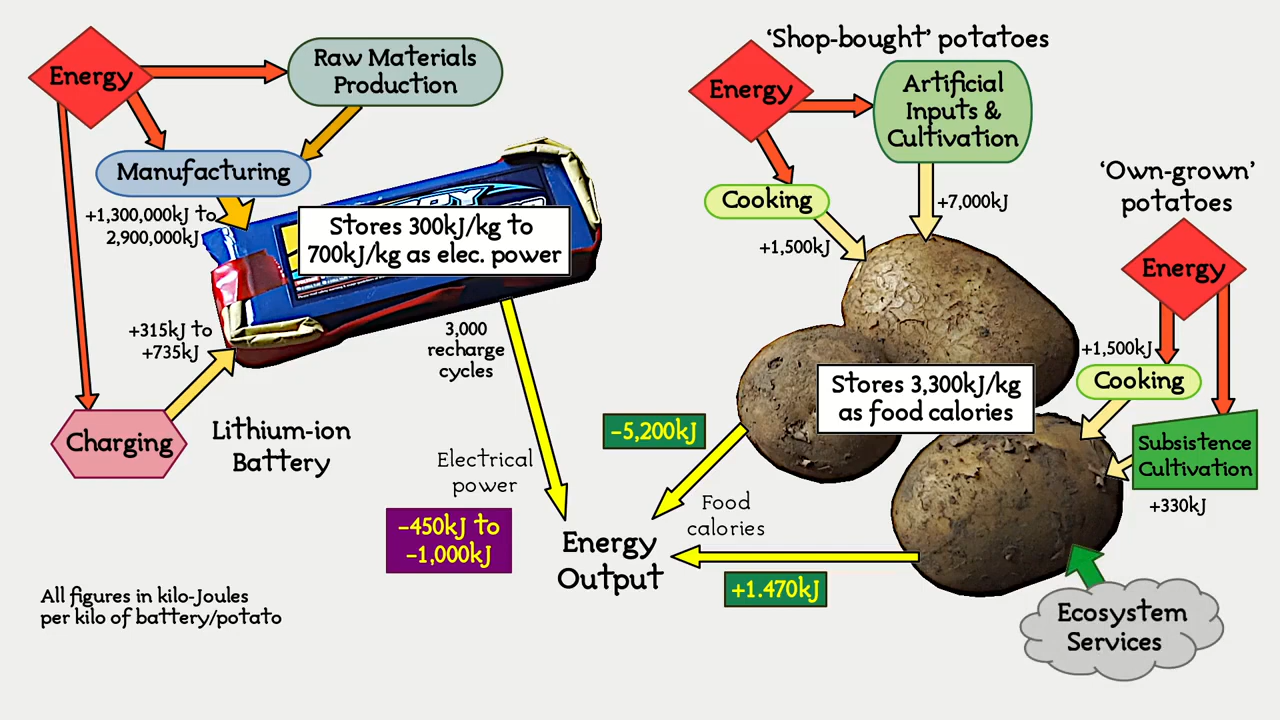 Energy
Raw Materials
Production
Manufacturing
+1,300,000kJ to
2,900,000kJ
Stores 300kJ/kg to
700kJ/kg as elec. power
+315kJ to
+735kJ
3,000
recharge
cycles
Charging
Lithium-ion
Battery
Electrical
power
-450kJ to
-1,000kJ
Energy
Output
All figures in kilo-Joules
per kilo of battery/potato
'Shop-bought' potatoes
Energy
Artificial
Inputs &
Cultivation
Cooking
+7,000kJ
+1,500kJ
Stores 3,300kJ/kg
as food calories
-5,200kJ
Food
calories
+1.470kJ
'Own-grown'
potatoes
Energy
+1,500kJ
Cooking
Subsistence
Cultivation
+330kJ
Ecosystem
Services